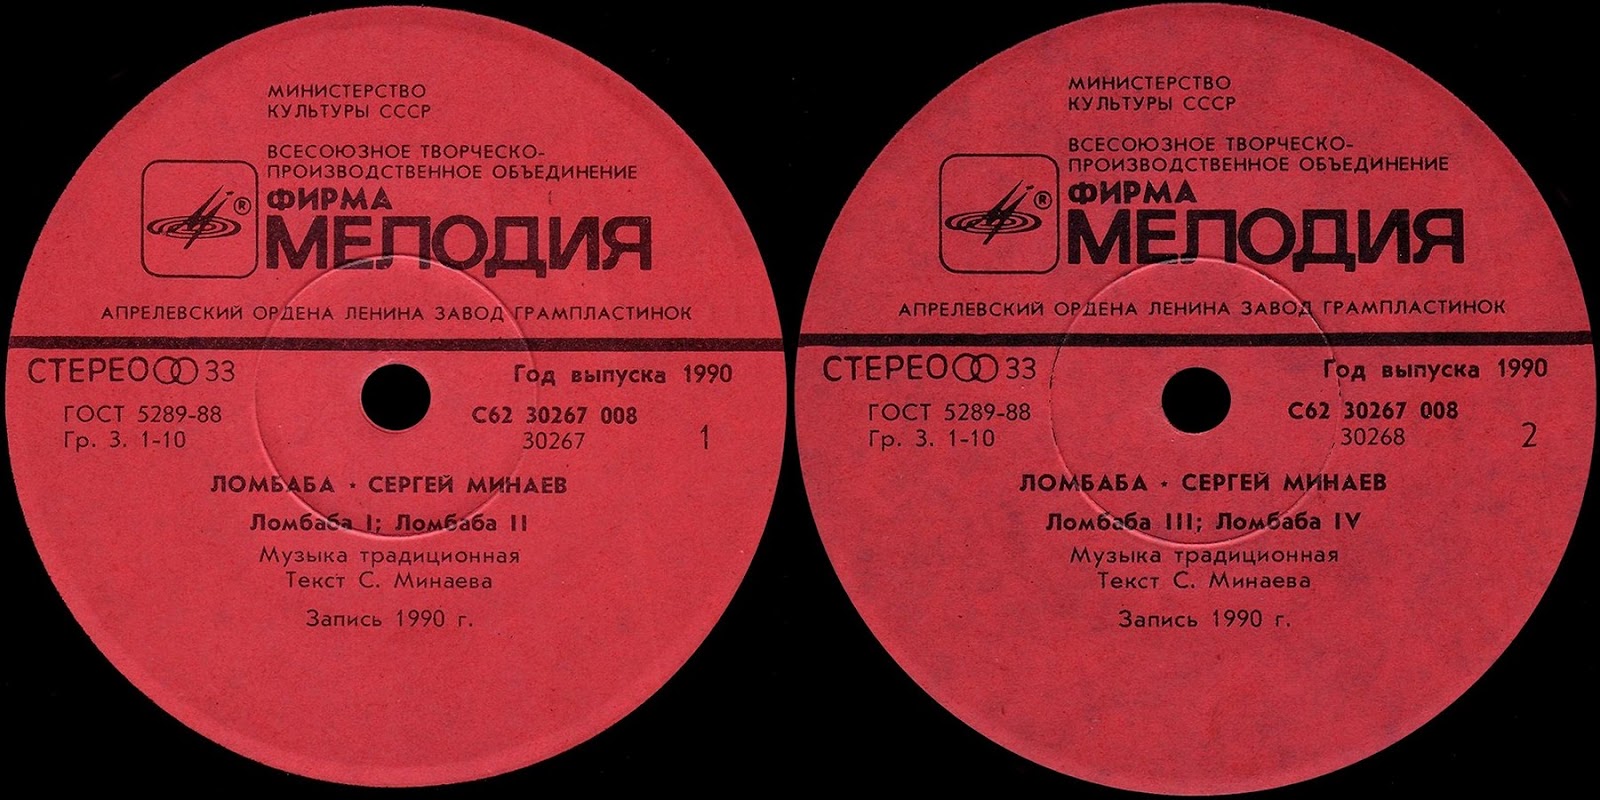 МИНИСТЕРСТВО
КУЛЬТУРЫ СССР
ВСЕСОЮЗНОЕ ТВОРЧЕСКО-
ПРОИЗВОДСТВЕННОЕ ОБЪЕДИНЕНИЕ
ФИРМА
®
МЕЛОДИЯ
АПРЕЛЕВСКИЙ ОРДЕНА ЛЕНИНА ЗАВОД ГРАМПЛАСТИНОК
СТЕРЕО 33
Год выпуска 1990
ГОСТ 5289-88
С62 30267 008
Гр. 3. 1-10
30267
1
ЛОМБАБА ⋆ СЕРГЕЙ МИНАЕВ
Ломбаба I; Ломбаба II
Музыка традиционная
Текст С. Минаева
Запись 1990 г.
МИНИСТЕРСТВО
КУЛЬТУРЫ СССР
ВСЕСОЮЗНОЕ ТВОРЧЕСКО-
ПРОИЗВОДСТВЕННОЕ ОБЪЕДИНЕНИЕ
ФИРМА
®
МЕЛОДИЯ
АПРЕЛЕВСКИЙ ОРДЕНА ЛЕНИНА ЗАВОД ГРАМПЛАСТИНОК
СТЕРЕО 33
Год выпуска 1990
ГОСТ 5289-88
С62 30267 008
Гр. 3. 1-10
30268
2
ЛОМБАБА ⋆ СЕРГЕЙ МИНАЕВ
Ломбаба III; Ломбаба IV
Музыка традиционная
Текст С. Минаева
Запись 1990 г.